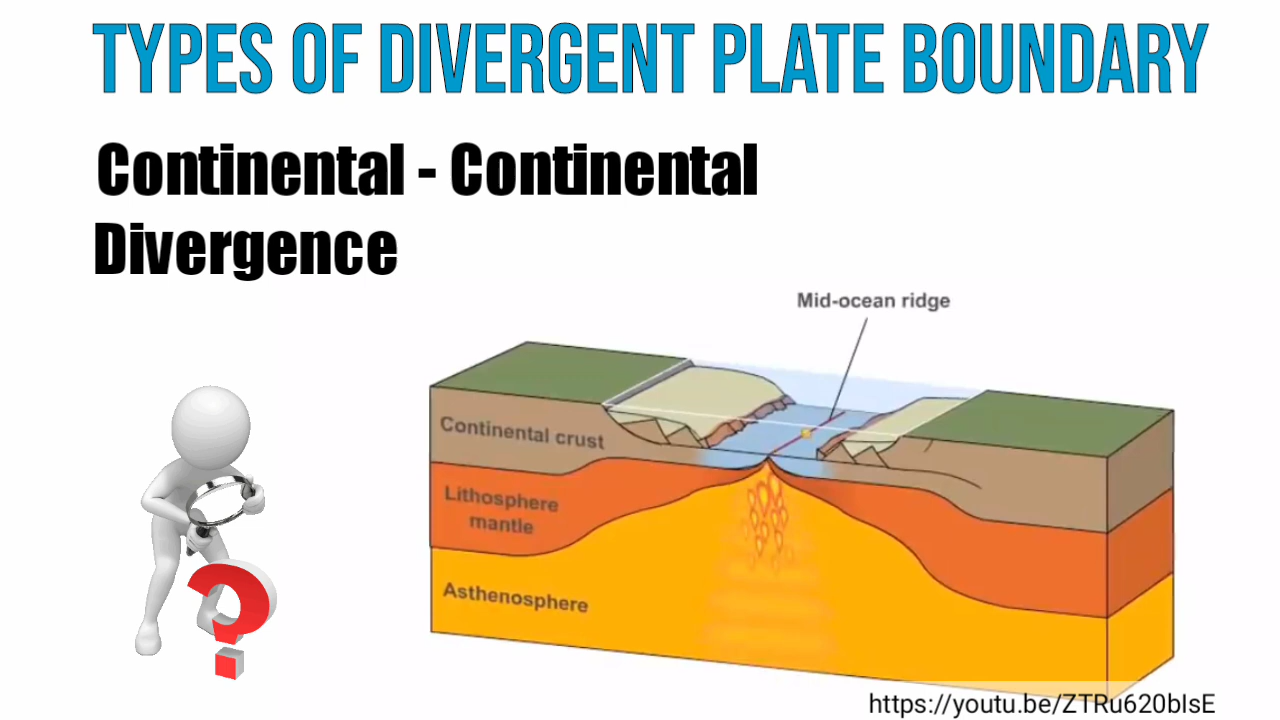 TYPES OF DIVERGENT PLATE BOUNDARY
Continental - Continental
Divergence
Mid-ocean ridge
Continental crust
Lithosphere
mantle
Asthenosphere
?
https://youtu.be/ZTRu620bIsE